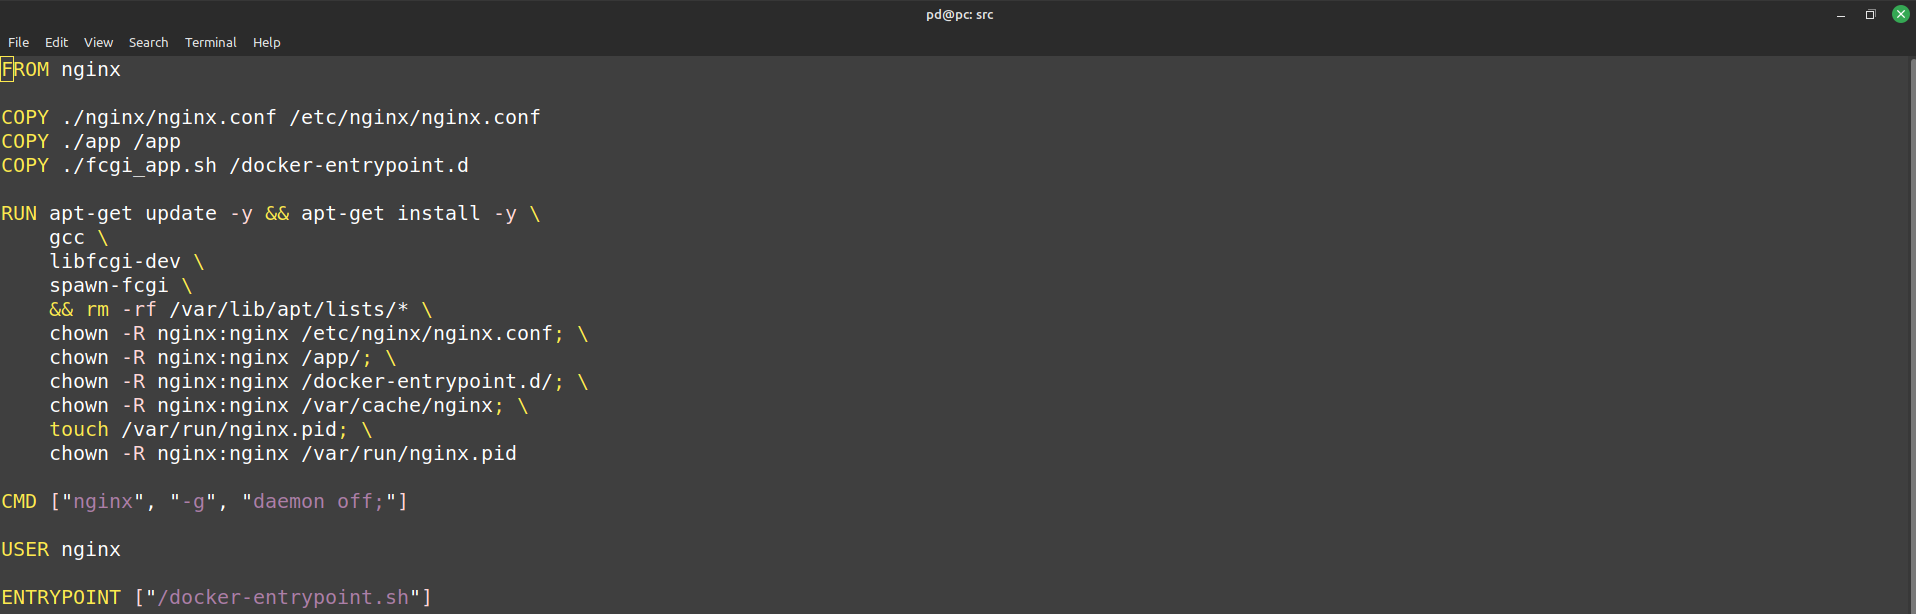 pd@pc: src
File Edit View Search Terminal Help
FROM nginx
COPY ./nginx/nginx.conf /etc/nginx/nginx.conf
COPY ./app /app
COPY ./fcgi_app.sh /docker-entrypoint.d
RUN apt-get update -y && apt-get install -y \
    gcc \
    libfcgi-dev \
    spawn-fcgi \
    && rm -rf /var/lib/apt/lists/* \
    chown -R nginx:nginx /etc/nginx/nginx.conf; \
    chown -R nginx:nginx /app/; \
    chown -R nginx:nginx /docker-entrypoint.d/; \
    chown -R nginx:nginx /var/cache/nginx; \
    touch /var/run/nginx.pid; \
    chown -R nginx:nginx /var/run/nginx.pid
CMD ["nginx", "-g", "daemon off;"]
USER nginx
ENTRYPOINT ["/docker-entrypoint.sh"]